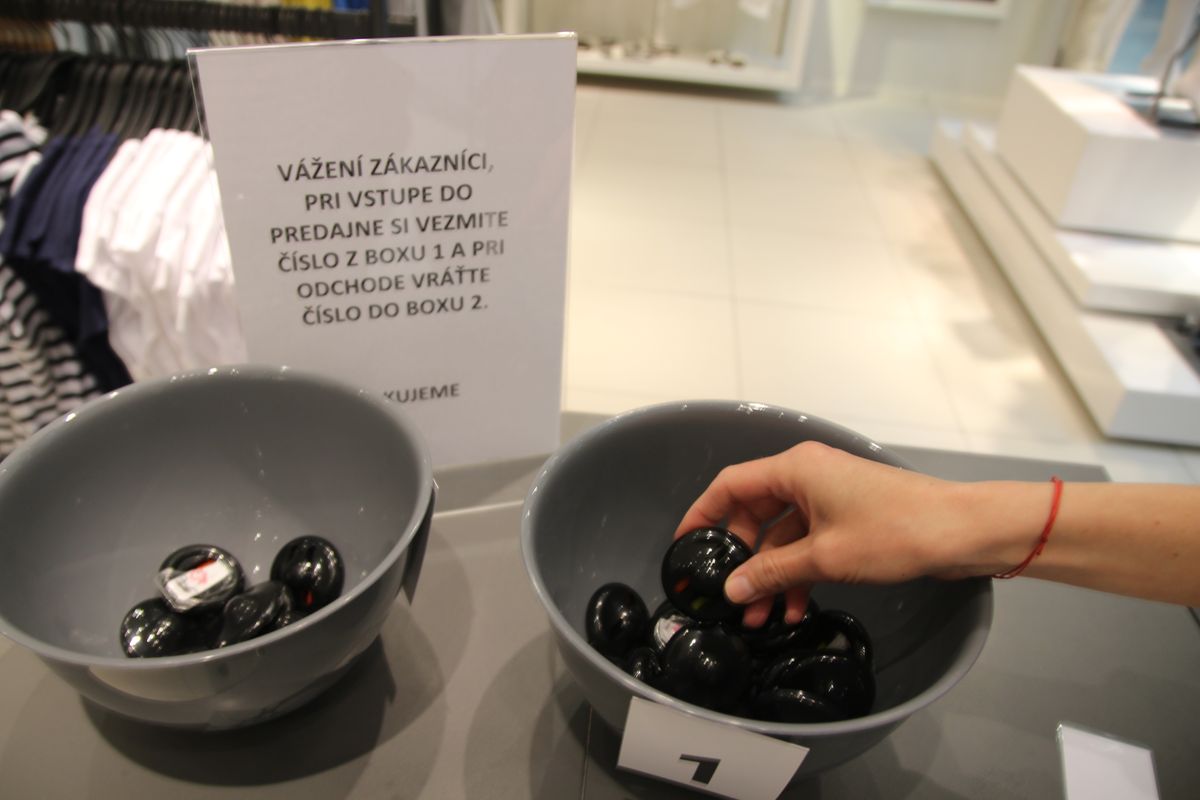 VÁŽENÍ ZÁKAZNÍCI,
PRI VSTUPE DO
PREDAJNE SI VEZMITE
ČÍSLO Z BOXU 1 A PRI
ODCHODE VRÁŤTE
ČÍSLO DO BOXU 2.
KUJEME
1